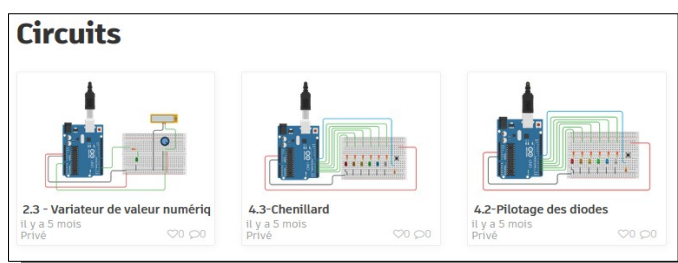 Circuits
2.3 - Variateur de valeur numériq
il y a 5 mois
Privé
0 0
4.3-Chenillard
il y a 5 mois
Privé
0 0
4.2-Pilotage des diodes
il y a 5 mois
Privé
0 0